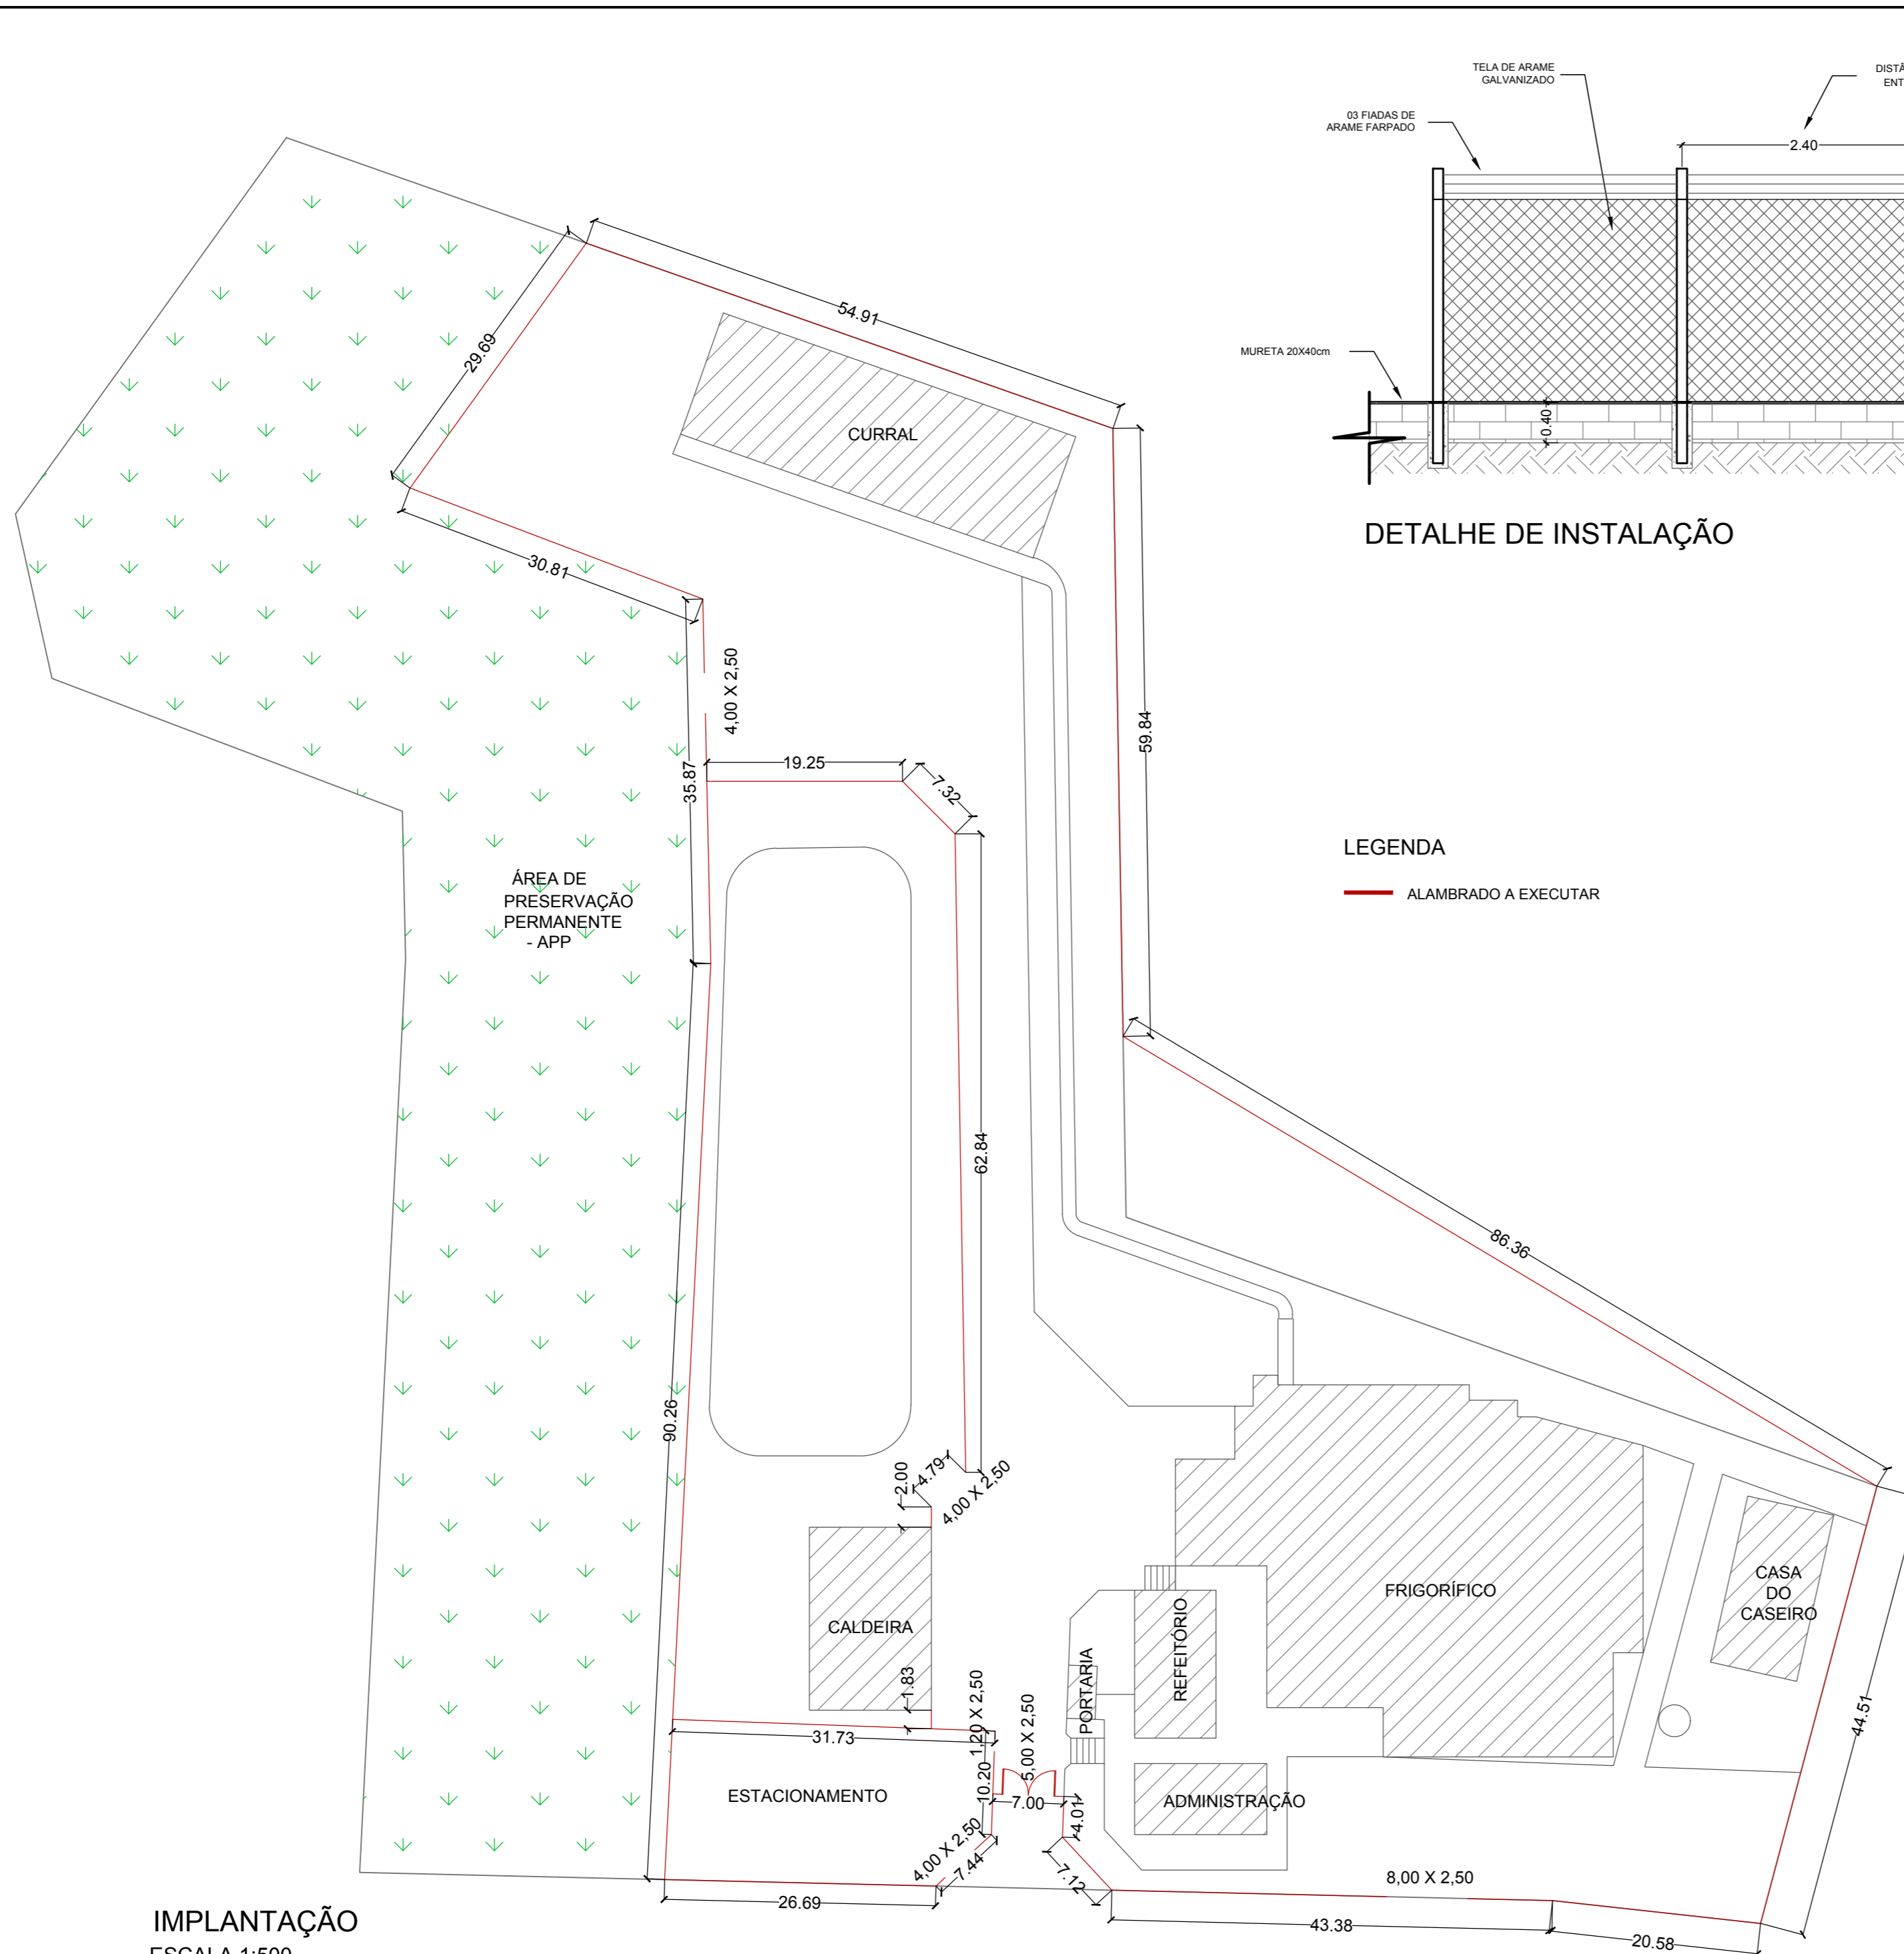 TELA DE ARAME
GALVANIZADO
03 FIADAS DE
ARAME FARPADO
2.40
MURETA 20X40cm
0.40
DETALHE DE INSTALAÇÃO
54.91
29.69
CURRAL
30.81
4,00 X 2,50
59.84
35.87
19.25
7.32
LEGENDA
ALAMBRADO A EXECUTAR
ÁREA DE
PRESERVAÇÃO
PERMANENTE
- APP
62.84
86.36
90.26
2.00
4.79
4,00 X 2,50
CALDEIRA
FRIGORÍFICO
CASA
DO
CASEIRO
REFEITÓRIO
PORTARIA
1.83
31.73
1,20 X 2,50
5,00 X 2,50
10.20
7.00
4.01
44.51
ESTACIONAMENTO
ADMINISTRAÇÃO
4,00 X 2,50
7.44
7.12
8,00 X 2,50
26.69
43.38
20.58
IMPLANTAÇÃO
ESCALA 1:500